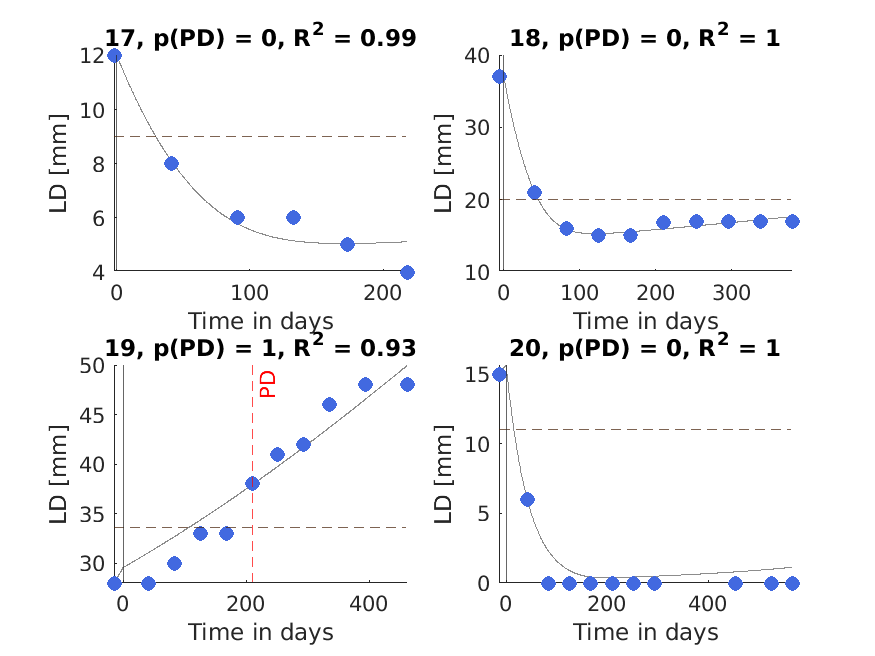 17, p(PD) = 0, R² = 0.99
12
10
8
6
4
LD [mm]
0
100
200
Time in days
18, p(PD) = 0, R² = 1
40
30
20
10
LD [mm]
0
100
200
300
Time in days
19, p(PD) = 1, R² = 0.93
50
45
40
35
30
LD [mm]
PD
0
200
400
Time in days
20, p(PD) = 0, R² = 1
15
10
5
0
LD [mm]
0
200
400
Time in days